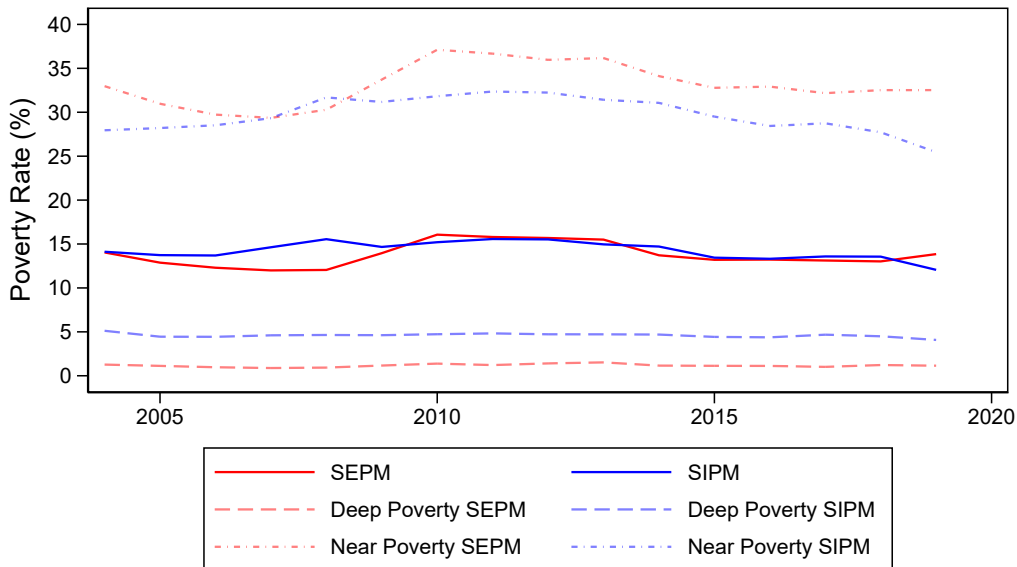 Poverty Rate (%)
40
35
30
25
20
15
10
5
0
2005 2010 2015 2020
SEPM SIPM
Deep Poverty SEPM Deep Poverty SIPM
Near Poverty SEPM Near Poverty SIPM